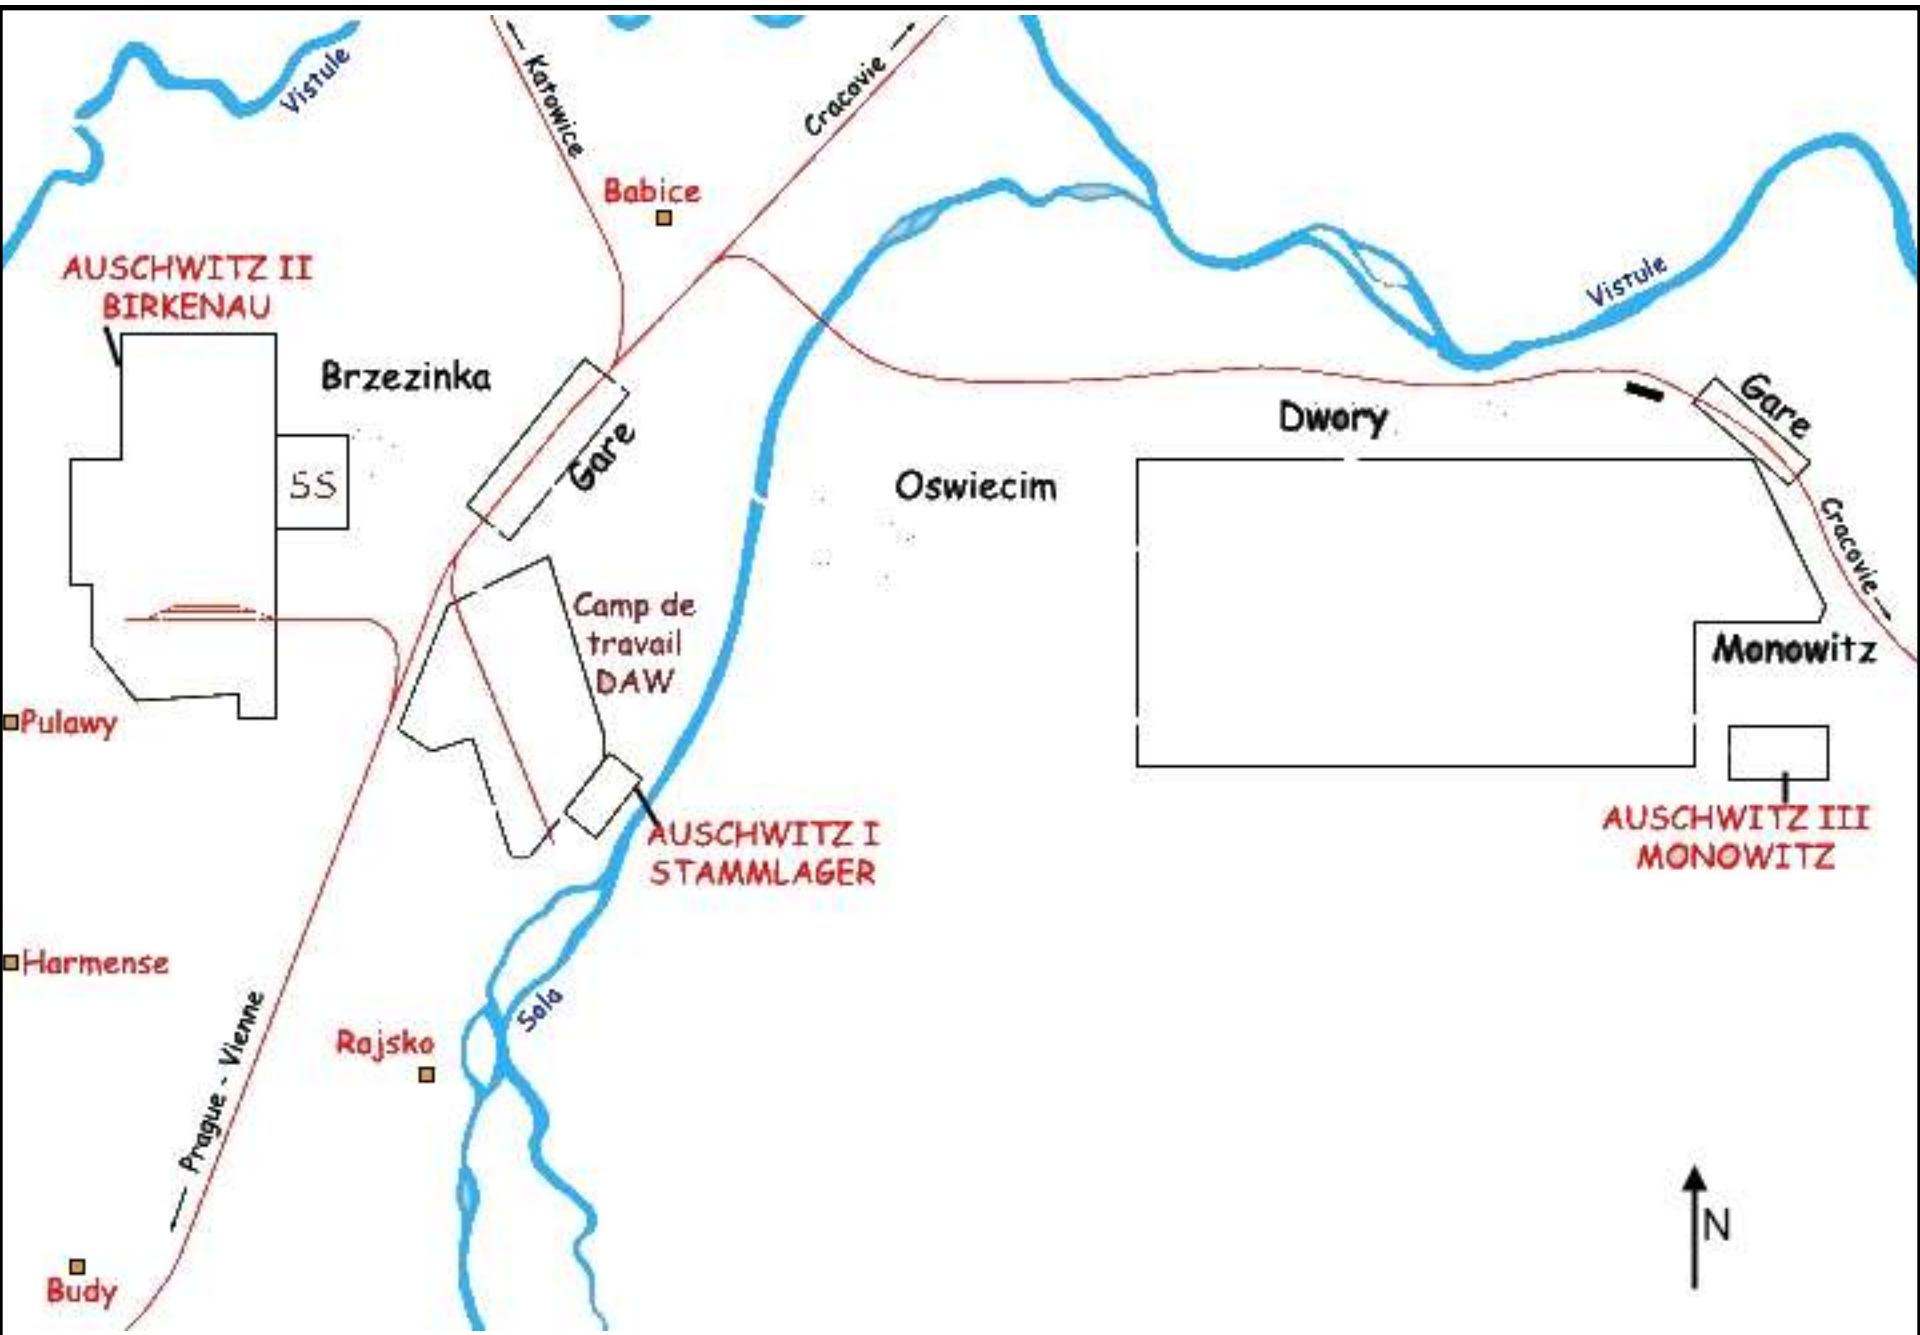 Vistule
Katowice
Cracovie
Babice
AUSCHWITZ II
BIRKENAU
Brzezinka
SS
Gare
Vistule
Dwory
Gare
Oswiecim
Cracovie
Camp de
travail
DAW
Monowitz
Pulawy
AUSCHWITZ I
STAMMLAGER
AUSCHWITZ III
MONOWITZ
Harmense
Sola
Rajsko
Prague - Vienne
N
Budy